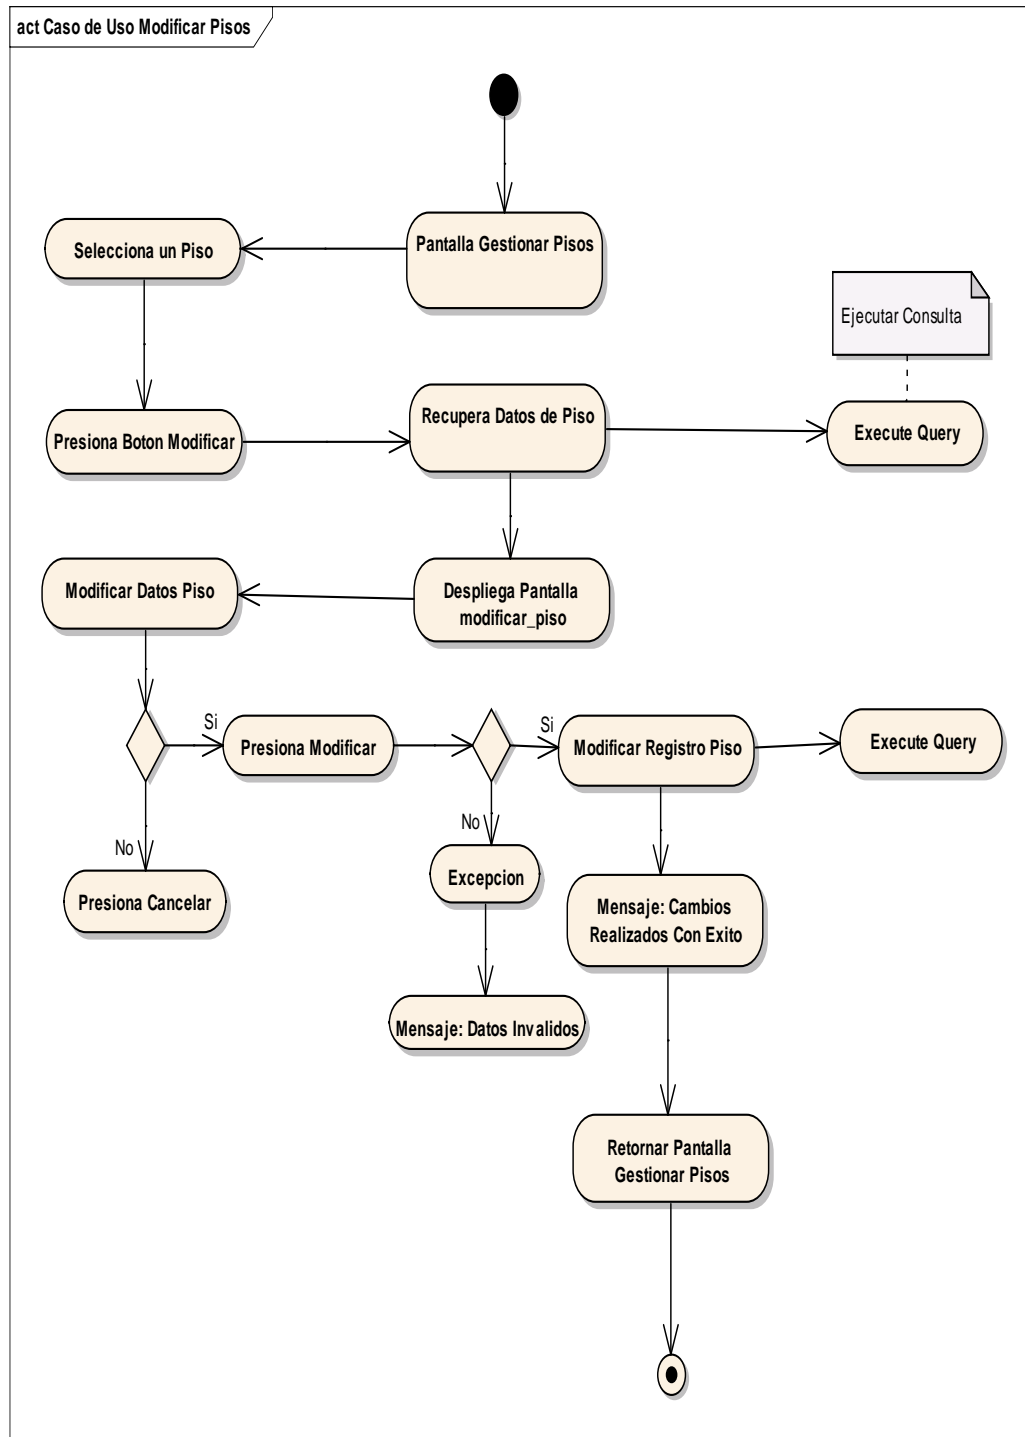 act Caso de Uso Modificar Pisos
Pantalla Gestionar Pisos
Selecciona un Piso
Ejecutar Consulta
Recupera Datos de Piso
Presiona Boton Modificar
Execute Query
Modificar Datos Piso
Despliega Pantalla
modificar_piso
Si
Presiona Modificar
Si
Modificar Registro Piso
Execute Query
No
No
Presiona Cancelar
Excepcion
Mensaje: Cambios
Realizados Con Exito
Mensaje: Datos Invalidos
Retornar Pantalla
Gestionar Pisos